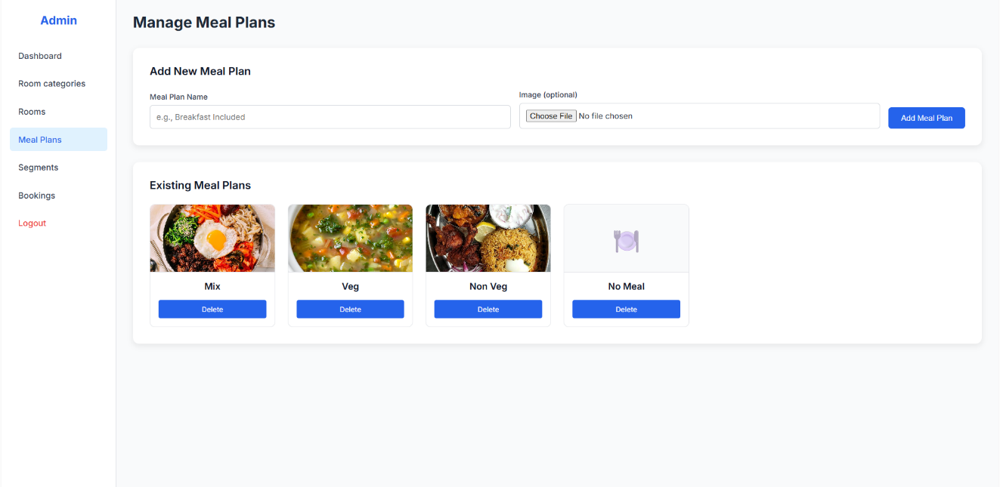 Admin
Dashboard
Room categories
Rooms
Meal Plans
Segments
Bookings
Logout
Manage Meal Plans
Add New Meal Plan
Meal Plan Name
e.g., Breakfast Included
Image (optional)
Choose File No file chosen
Add Meal Plan
Existing Meal Plans
Mix
Delete
Veg
Delete
Non Veg
Delete
No Meal
Delete